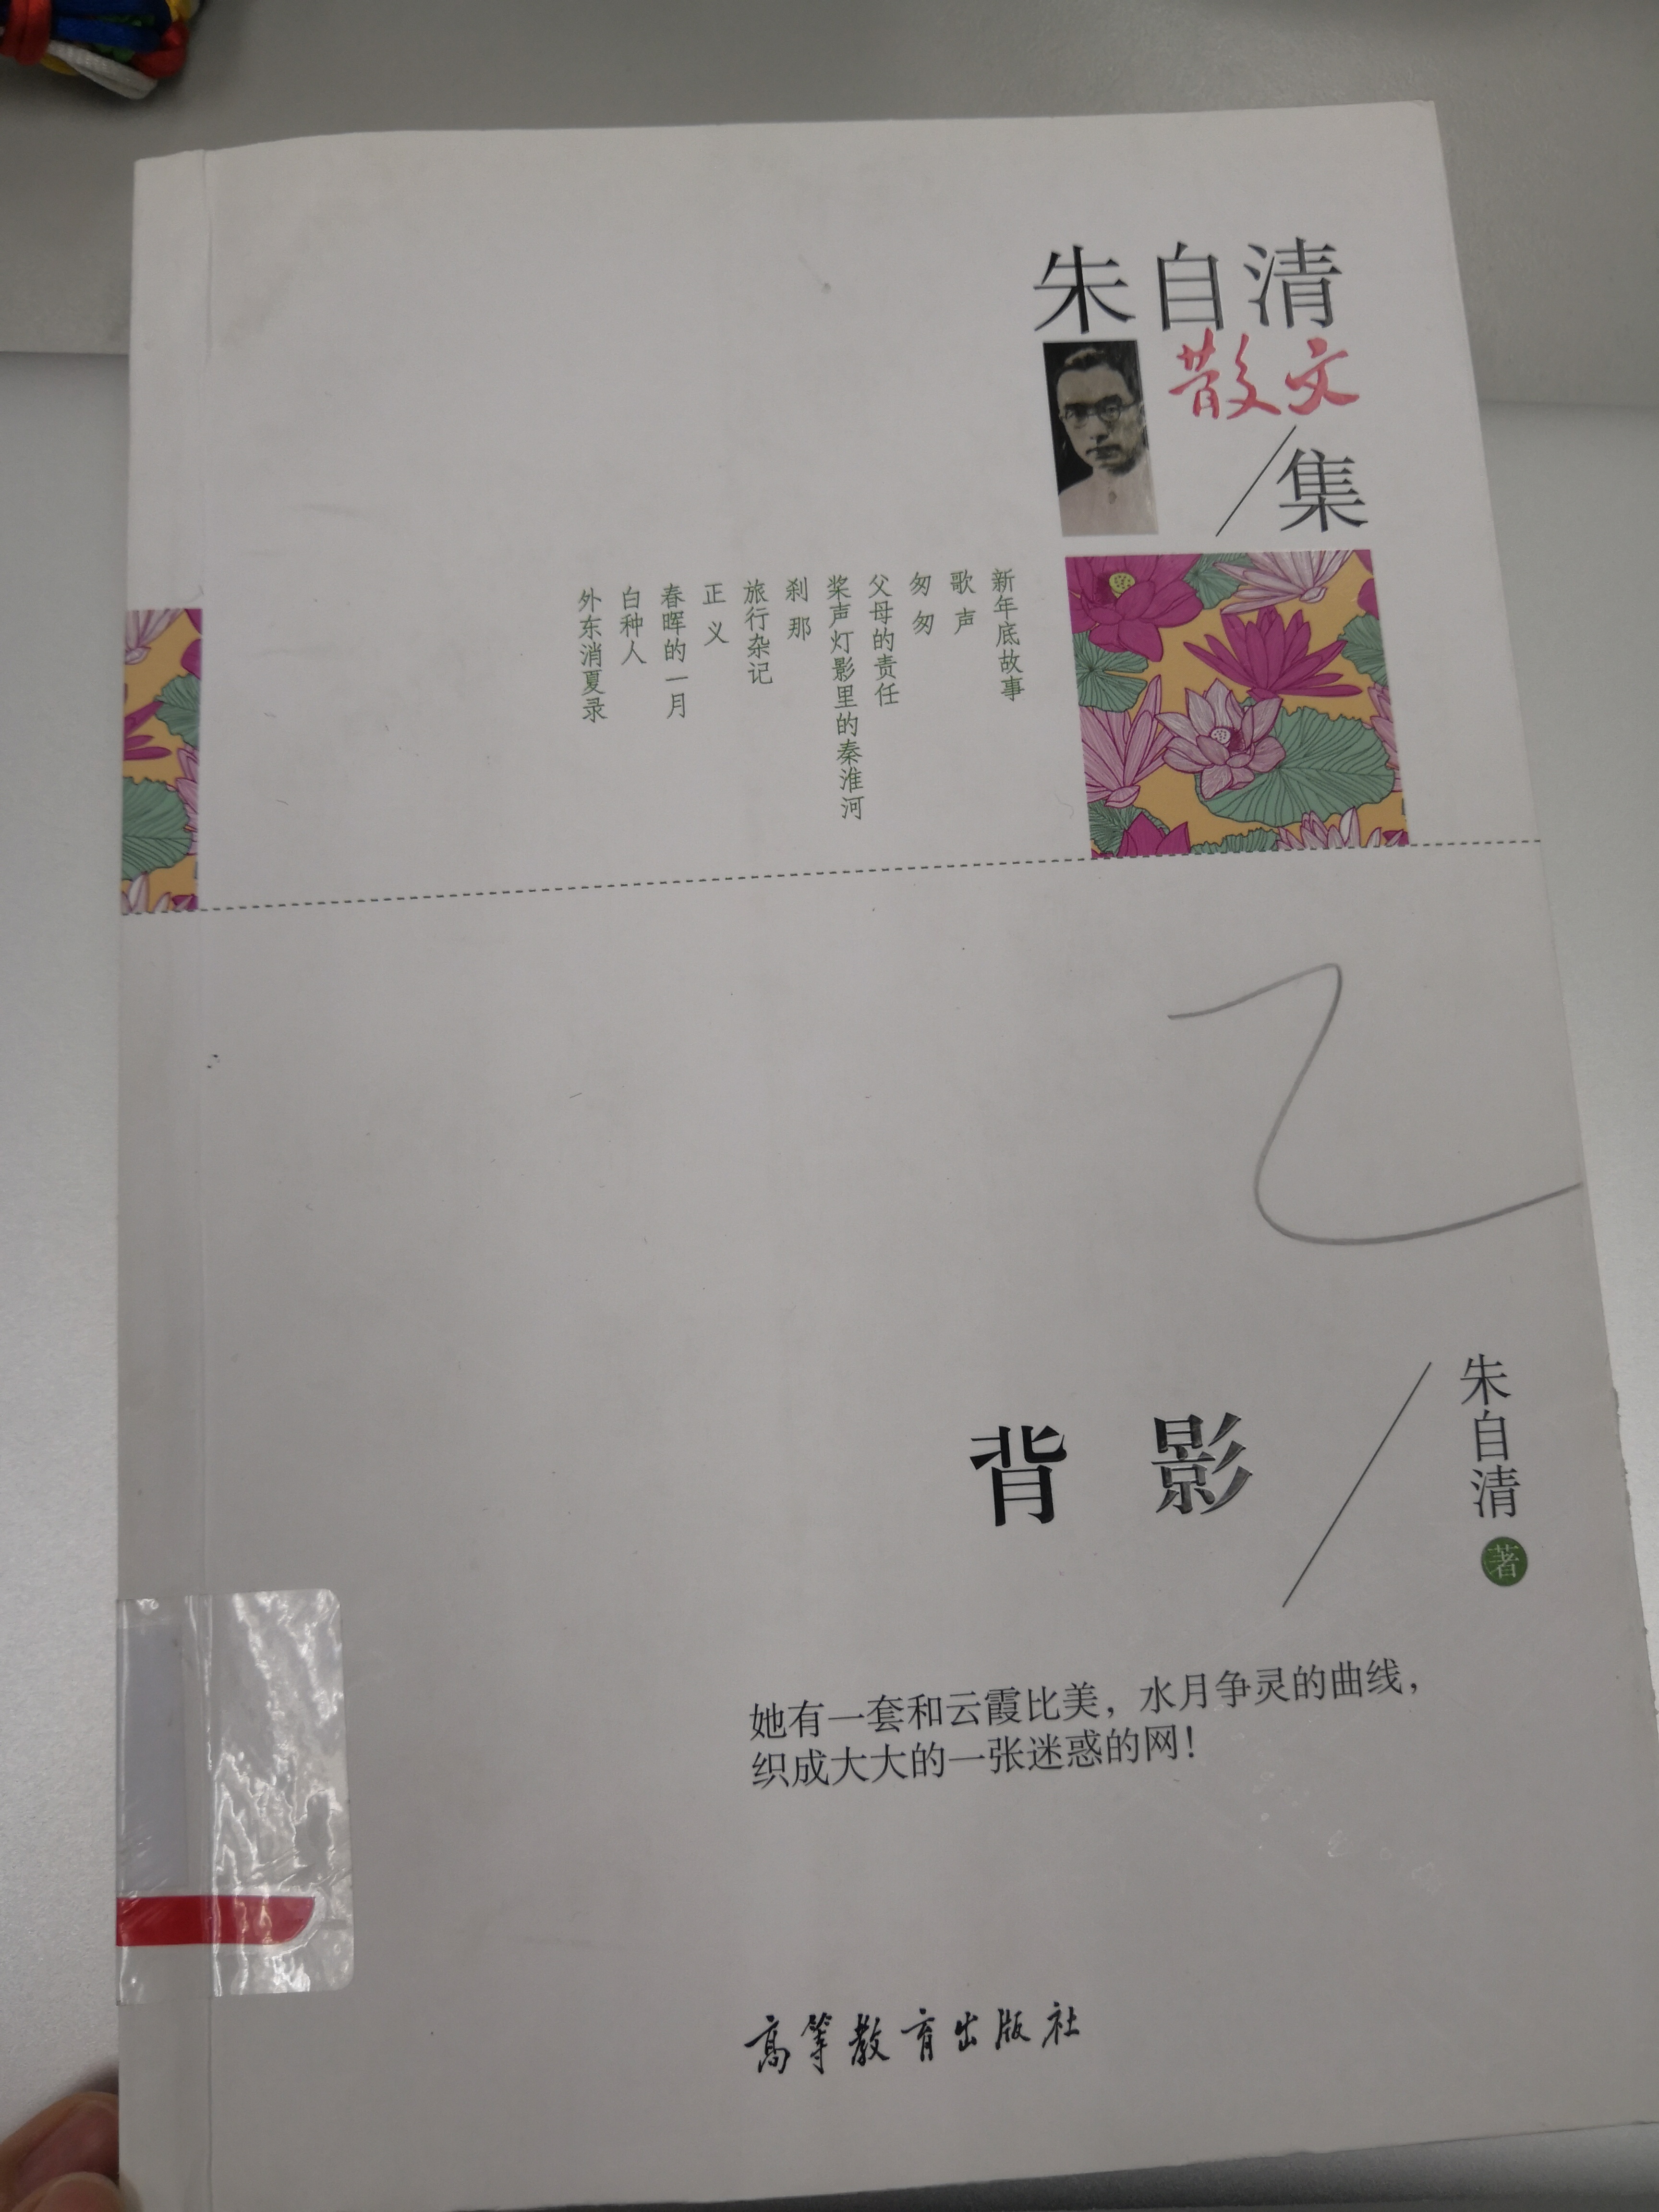 朱自清
散文
集
新年底故事
歌声
匆匆
父母的责任
桨声灯影里的秦淮河
刹那
旅行杂记
正义
春晖的一月
白种人
外东消夏录
朱自清 著
背影
她有一套和云霞比美，水月争灵的曲线，
织成大大的一张迷惑的网！
高等教育出版社